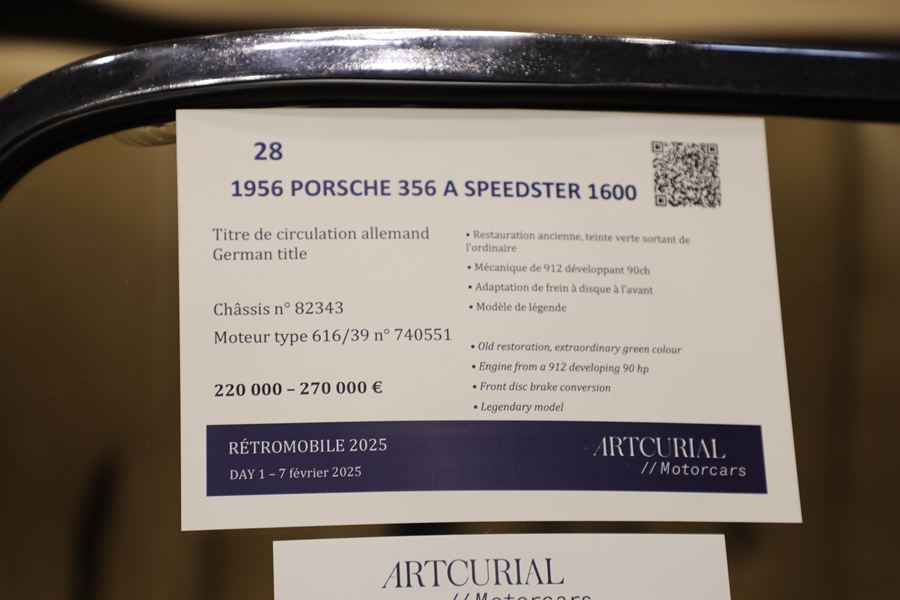 28
1956 PORSCHE 356 A SPEEDSTER 1600
Titre de circulation allemand
German title
Châssis n° 82343
Moteur type 616/39 n° 740551
220 000 – 270 000 €
• Restauration ancienne, teinte verte sortant de
l'ordinaire
• Mécanique de 912 développant 90ch
• Adaptation de frein à disque à l'avant
• Modèle de légende
• Old restoration, extraordinary green colour
• Engine from a 912 developing 90 hp
• Front disc brake conversion
• Legendary model
RÉTROMOBILE 2025
DAY 1 – 7 février 2025
ARTCURIAL
//Motorcars
ARTCURIAL
//Motorcars